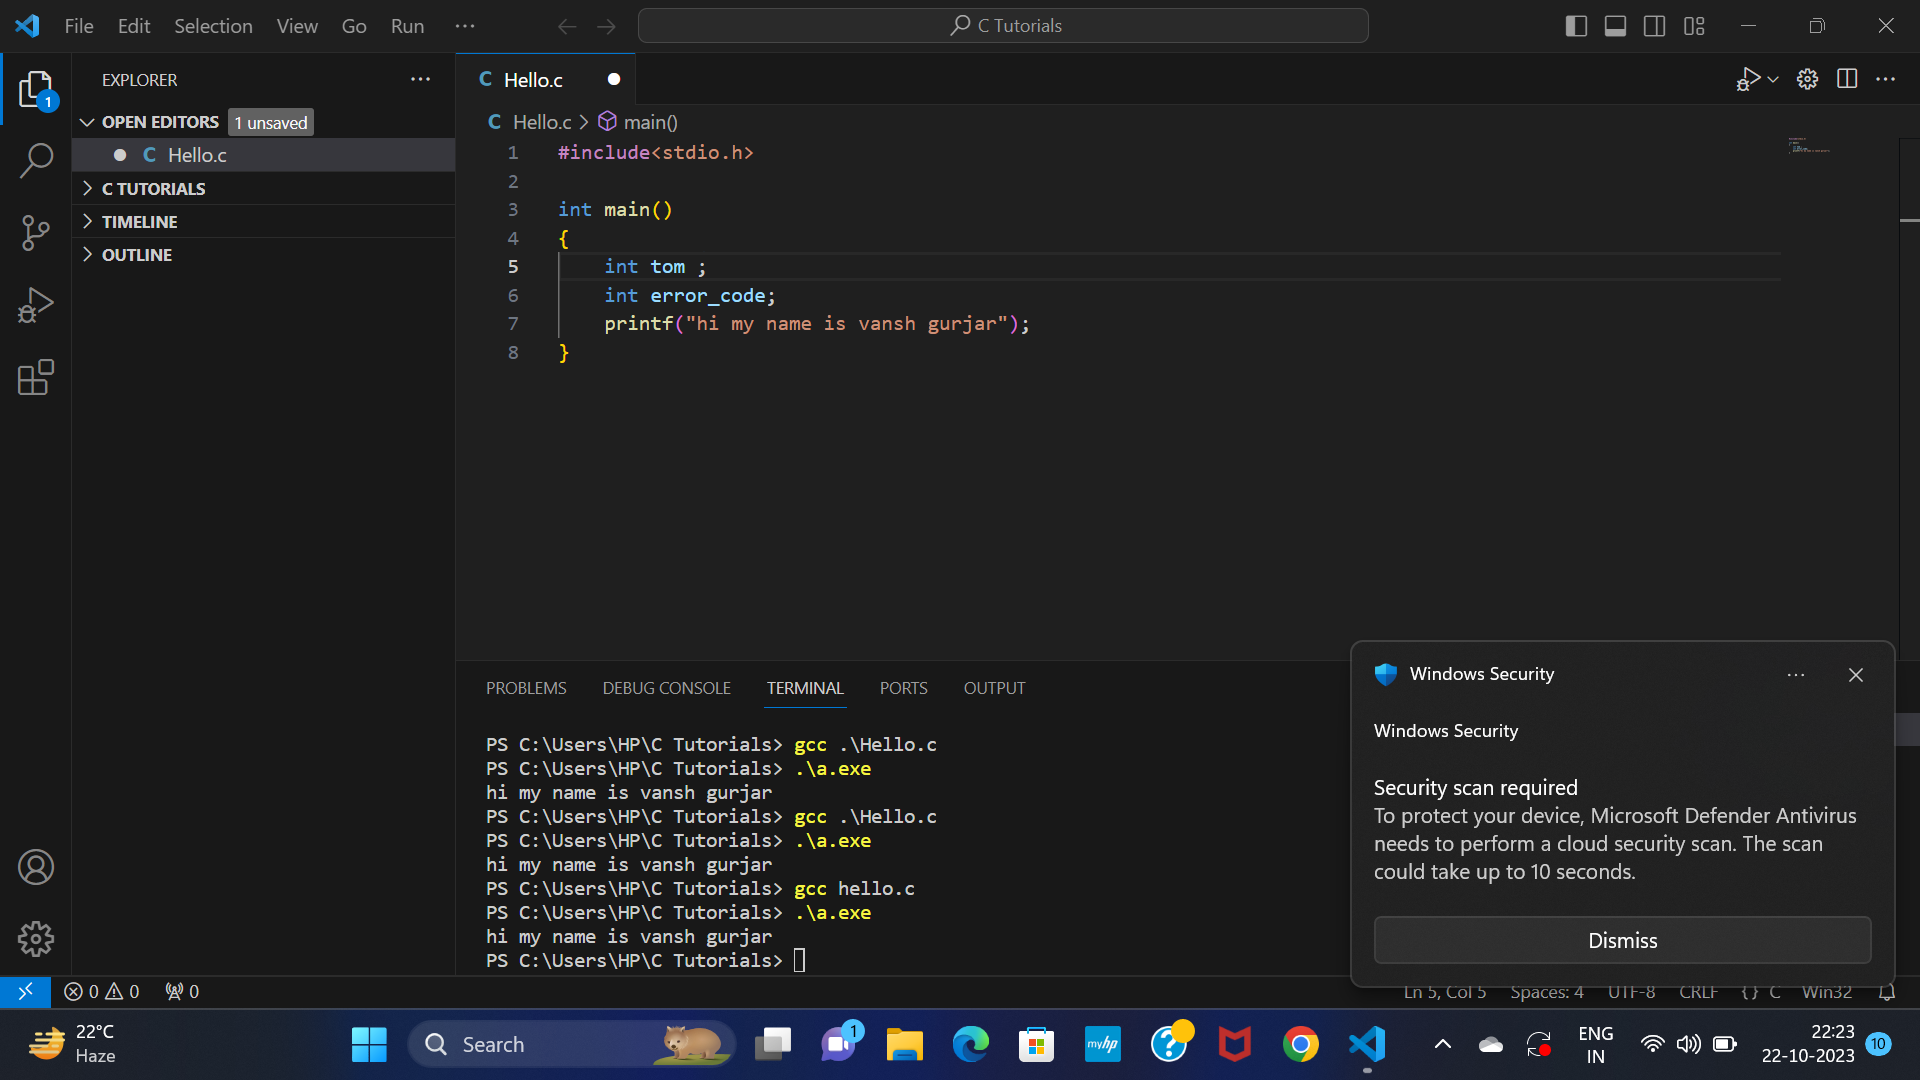 File Edit Selection View Go Run ···
C Tutorials
EXPLORER
OPEN EDITORS 1 unsaved
C Hello.c
C TUTORIALS
TIMELINE
OUTLINE
1
C Hello.c
C Hello.c > main()
1 #include<stdio.h>
2
3 int main()
4 {
5 int tom ;
6 int error_code;
7 printf("hi my name is vansh gurjar");
8 }
PROBLEMS DEBUG CONSOLE TERMINAL PORTS OUTPUT
PS C:\Users\HP\C Tutorials> gcc .\Hello.c
PS C:\Users\HP\C Tutorials> .\a.exe
hi my name is vansh gurjar
PS C:\Users\HP\C Tutorials> gcc .\Hello.c
PS C:\Users\HP\C Tutorials> .\a.exe
hi my name is vansh gurjar
PS C:\Users\HP\C Tutorials> gcc hello.c
PS C:\Users\HP\C Tutorials> .\a.exe
hi my name is vansh gurjar
PS C:\Users\HP\C Tutorials>
Windows Security
Windows Security
Security scan required
To protect your device, Microsoft Defender Antivirus
needs to perform a cloud security scan. The scan
could take up to 10 seconds.
Dismiss
0 0 0
Ln 5, Col 5 Spaces: 4 UTF-8 CRLF {} C Win32
22°C
Haze
Search
1
myhp
ENG
IN
22:23
22-10-2023
10